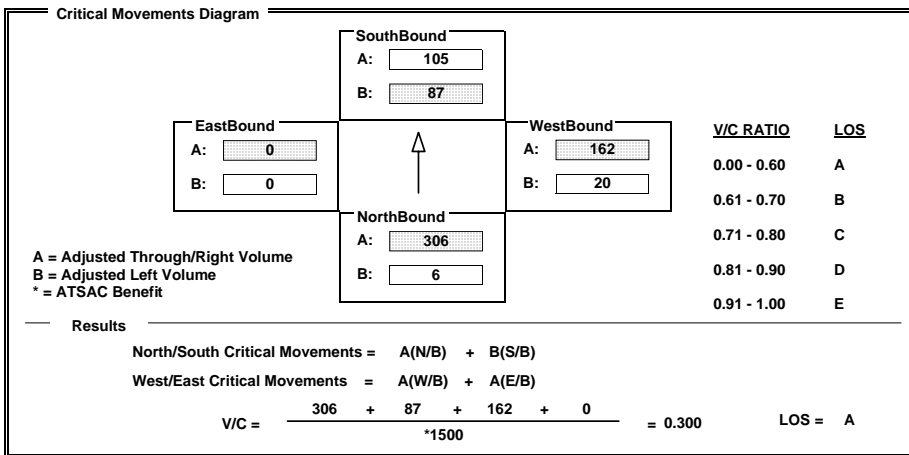 Critical Movements Diagram
SouthBound
A: 105
B: 87
EastBound
A: 0
B: 0
WestBound
A: 162
B: 20
NorthBound
A: 306
B: 6
A = Adjusted Through/Right Volume
B = Adjusted Left Volume
* = ATSAC Benefit
V/C RATIO LOS
0.00 - 0.60 A
0.61 - 0.70 B
0.71 - 0.80 C
0.81 - 0.90 D
0.91 - 1.00 E
Results
North/South Critical Movements = A(N/B) + B(S/B)
West/East Critical Movements = A(W/B) + A(E/B)
V/C = 306 + 87 + 162 + 0 = 0.300 LOS = A
*1500